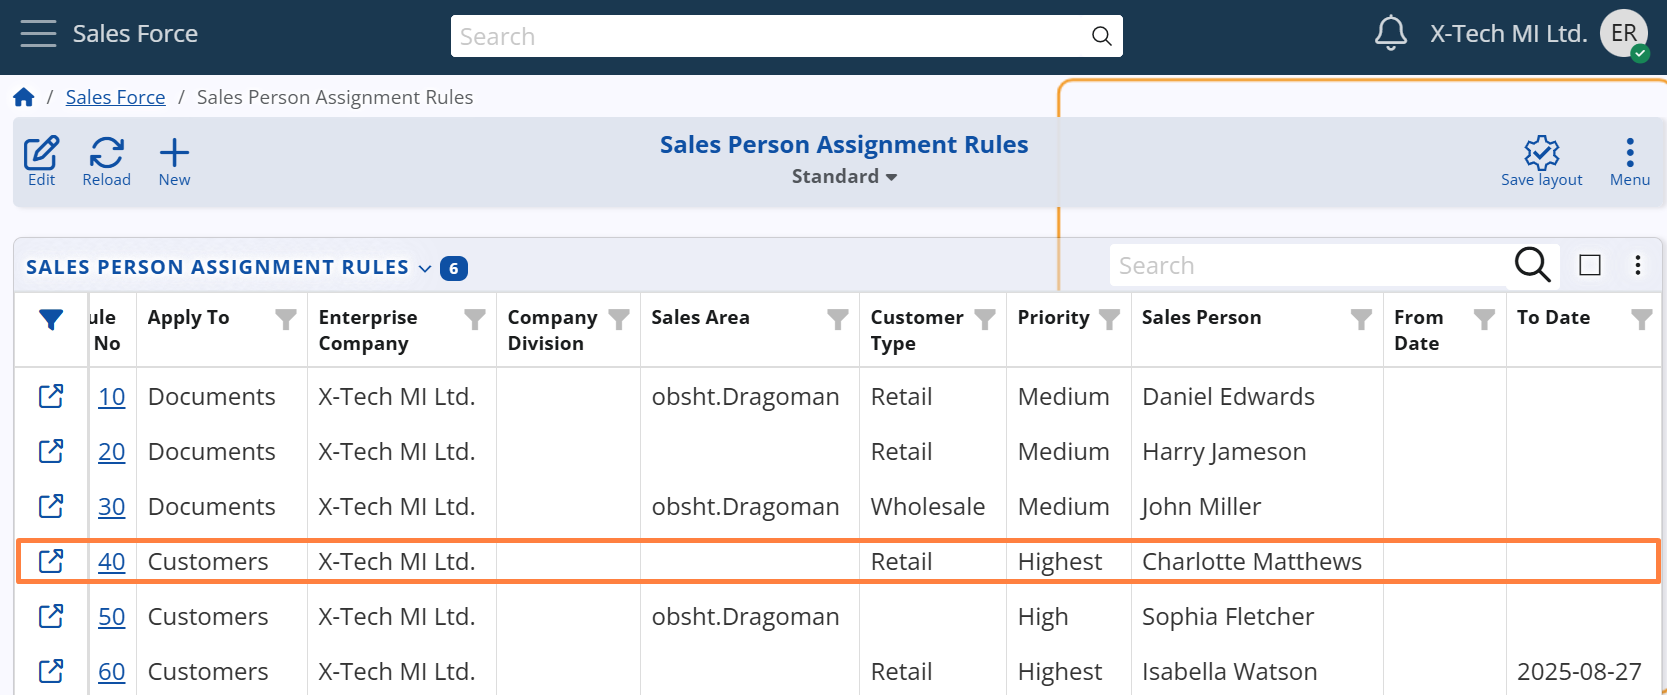 Sales Force
Search
X-Tech MI Ltd.
ER
/ Sales Force / Sales Person Assignment Rules
Edit
Reload
New
Sales Person Assignment Rules
Standard
Save layout
Menu
SALES PERSON ASSIGNMENT RULES 6
Search
ule No Apply To Enterprise Company Company Division Sales Area Customer Type Priority Sales Person From Date To Date
10 Documents X-Tech MI Ltd. obsht.Dragoman Retail Medium Daniel Edwards
20 Documents X-Tech MI Ltd. Retail Medium Harry Jameson
30 Documents X-Tech MI Ltd. obsht.Dragoman Wholesale Medium John Miller
40 Customers X-Tech MI Ltd. Retail Highest Charlotte Matthews
50 Customers X-Tech MI Ltd. obsht.Dragoman High Sophia Fletcher
60 Customers X-Tech MI Ltd. Retail Highest Isabella Watson 2025-08-27